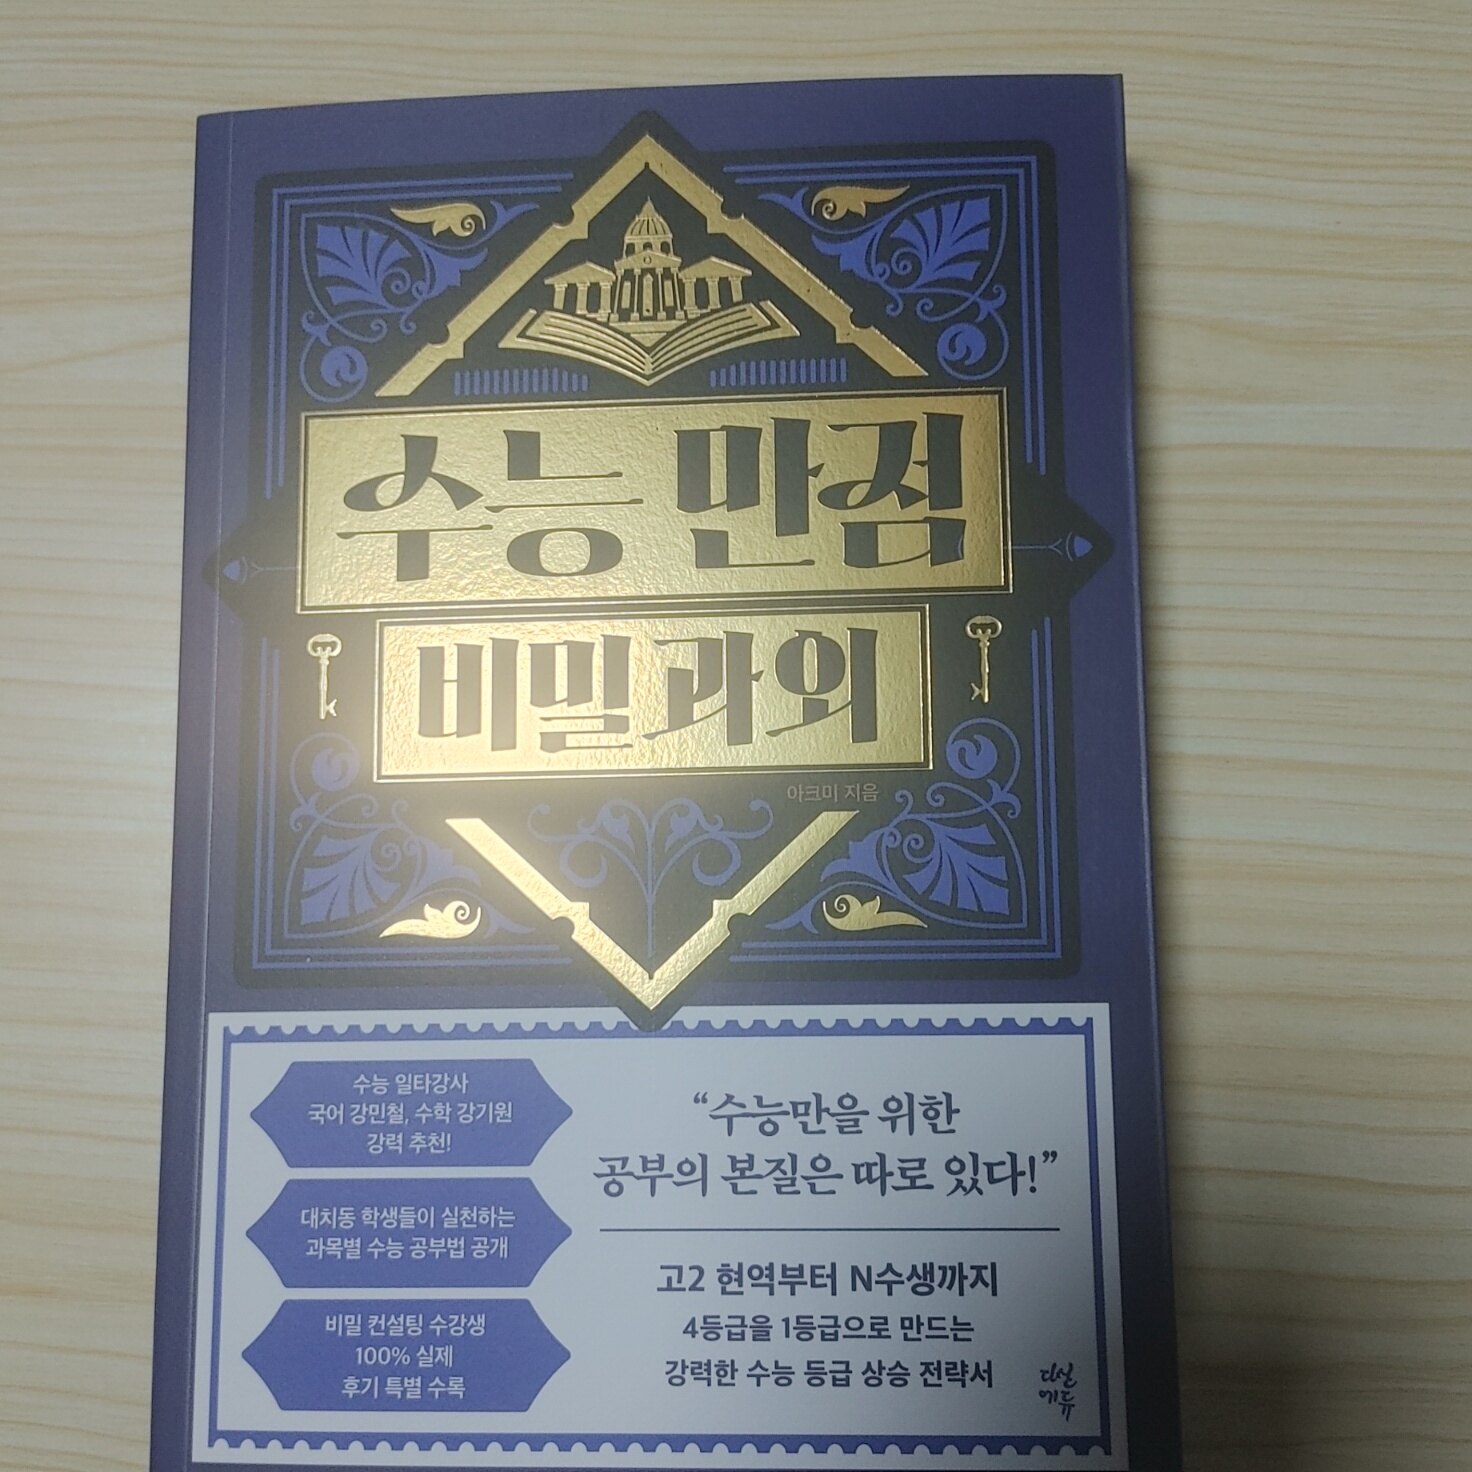 수능 만점
비밀과외
아크미 지음
수능 일타강사
국어 강민철, 수학 강기원
강력 추천!
대치동 학생들이 실천하는
과목별 수능 공부법 공개
비밀 컨설팅 수강생
100% 실제
후기 특별 수록
“수능만을 위한
공부의 본질은 따로 있다!”
고2 현역부터 N수생까지
4등급을 1등급으로 만드는
강력한 수능 등급 상승 전략서
다산
에듀